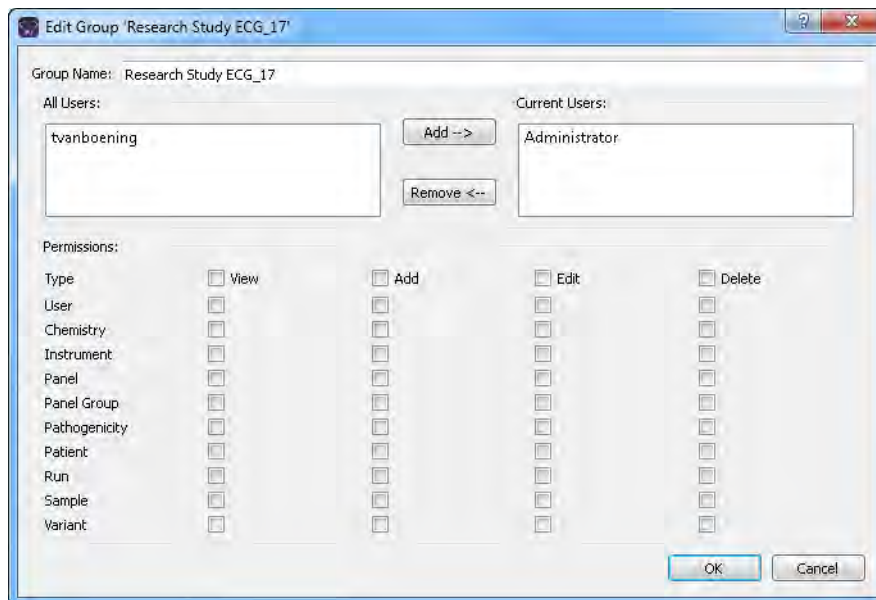 Edit Group 'Research Study ECG_17'
Group Name: Research Study ECG_17
All Users: Current Users:
tvanboening Add --> Administrator
Remove <--
Permissions:
Type View Add Edit Delete
User
Chemistry
Instrument
Panel
Panel Group
Pathogenicity
Patient
Run
Sample
Variant
OK Cancel